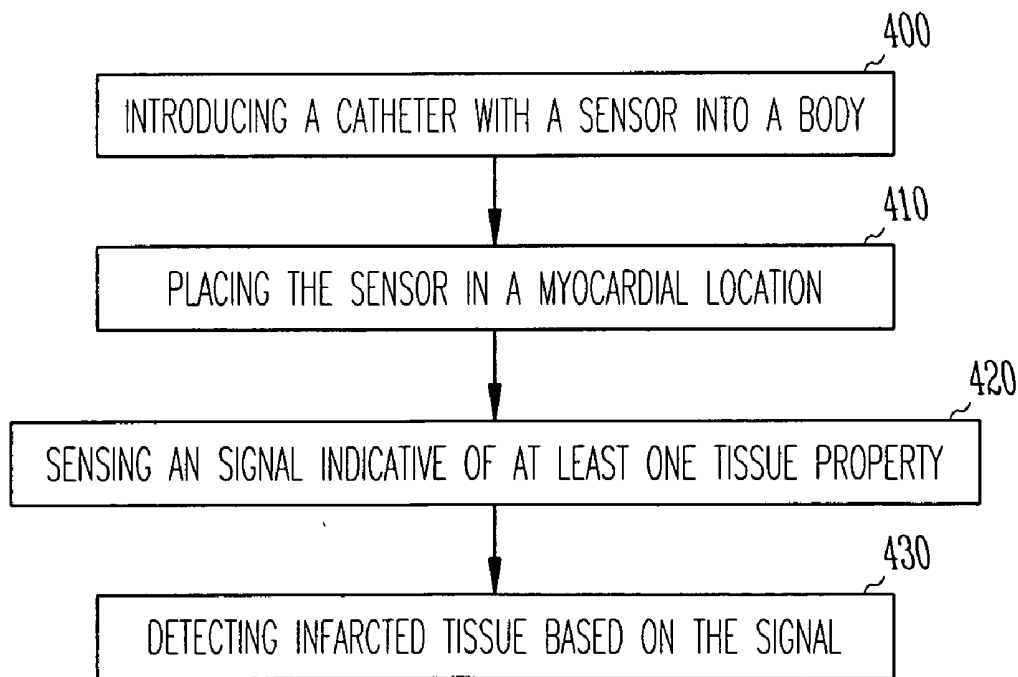 400
INTRODUCING A CATHETER WITH A SENSOR INTO A BODY
410
PLACING THE SENSOR IN A MYOCARDIAL LOCATION
420
SENSING AN SIGNAL INDICATIVE OF AT LEAST ONE TISSUE PROPERTY
430
DETECTING INFARCTED TISSUE BASED ON THE SIGNAL